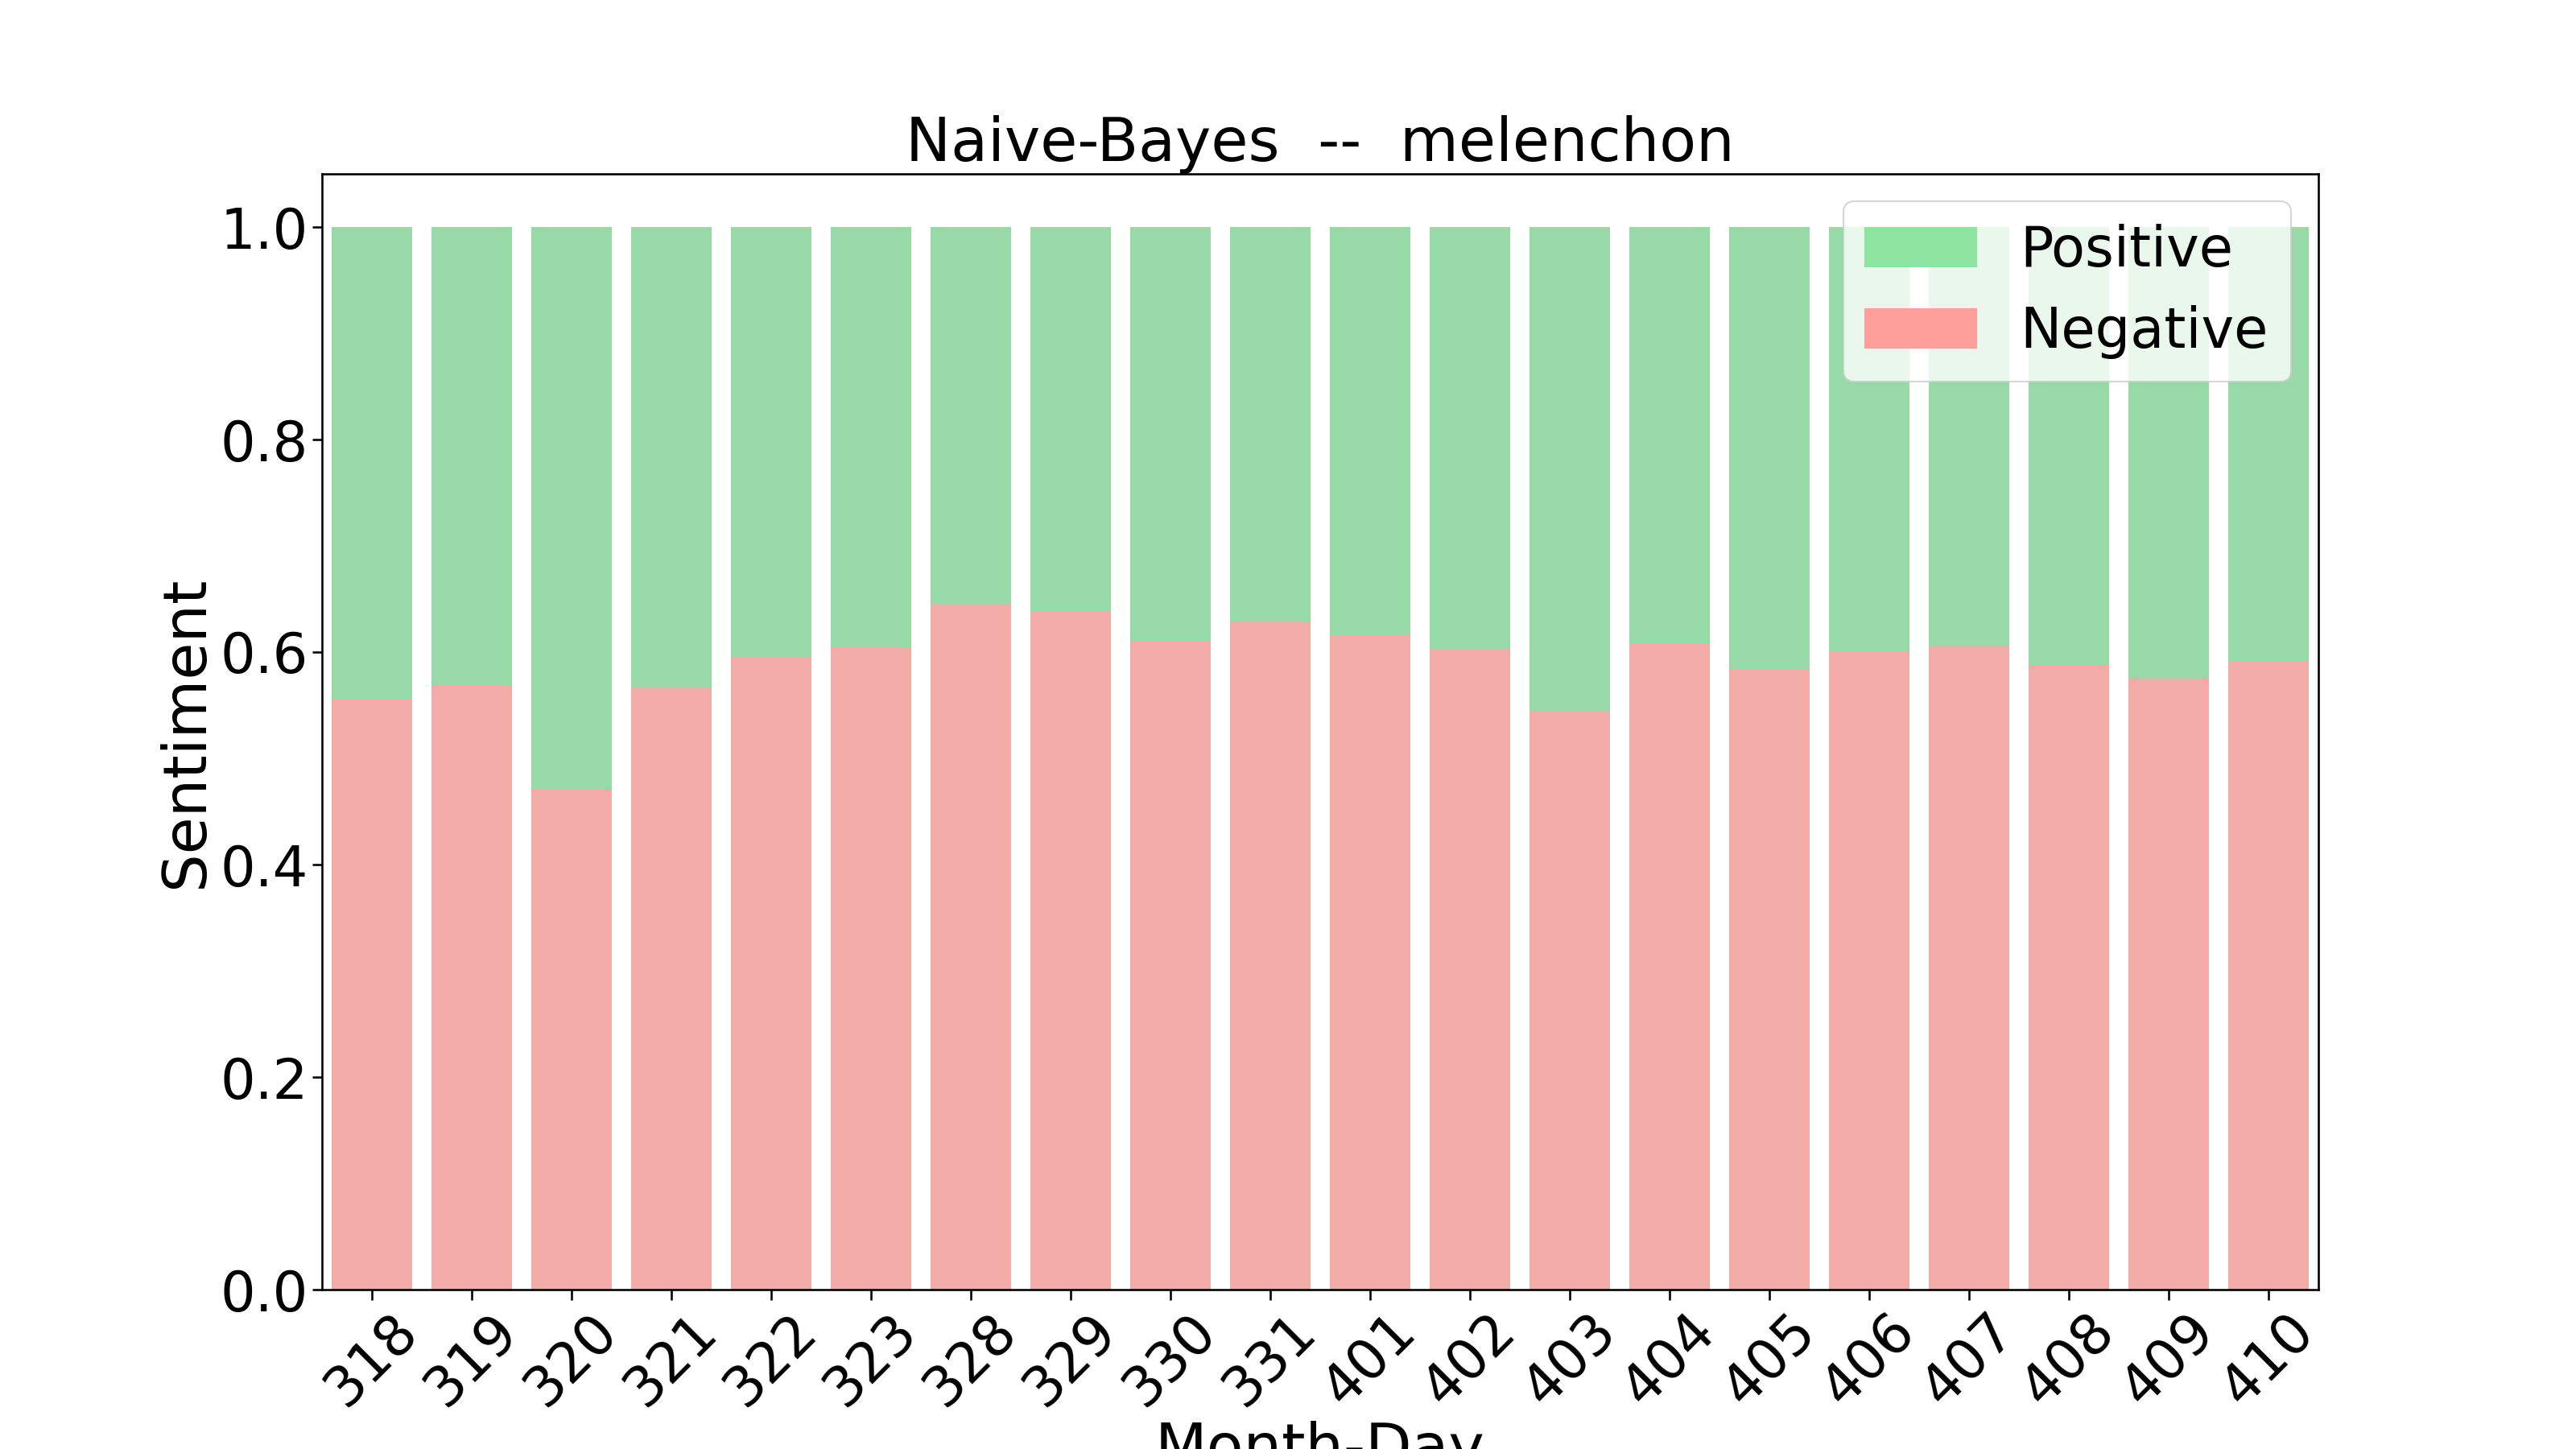 Naive-Bayes -- melenchon
Positive
Negative
Sentiment
1.0
0.8
0.6
0.4
0.2
0.0
318 319 320 321 322 323 328 329 330 331 401 402 403 404 405 406 407 408 409 410
Month-Day